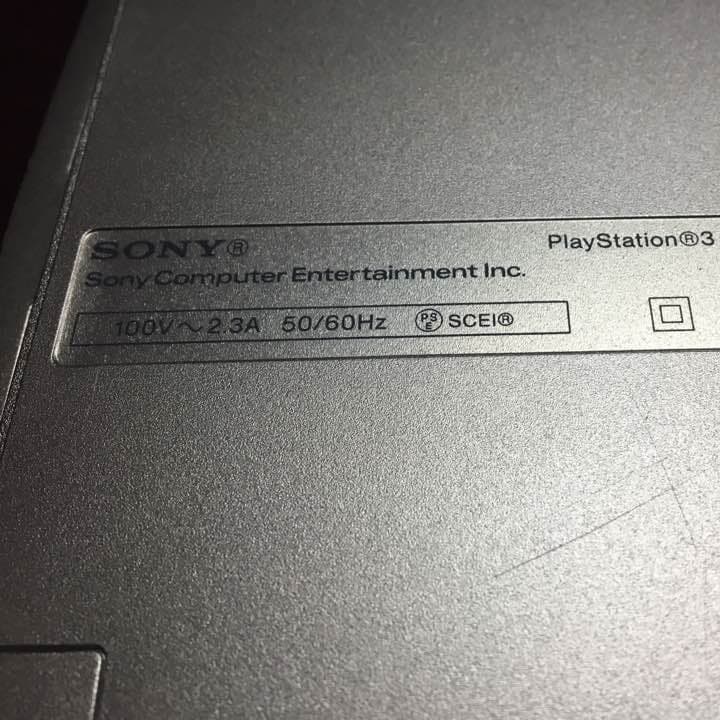 SONY®
PlayStation®3
Sony Computer Entertainment Inc.
100V～2.3A 50/60Hz PSE SCEI®